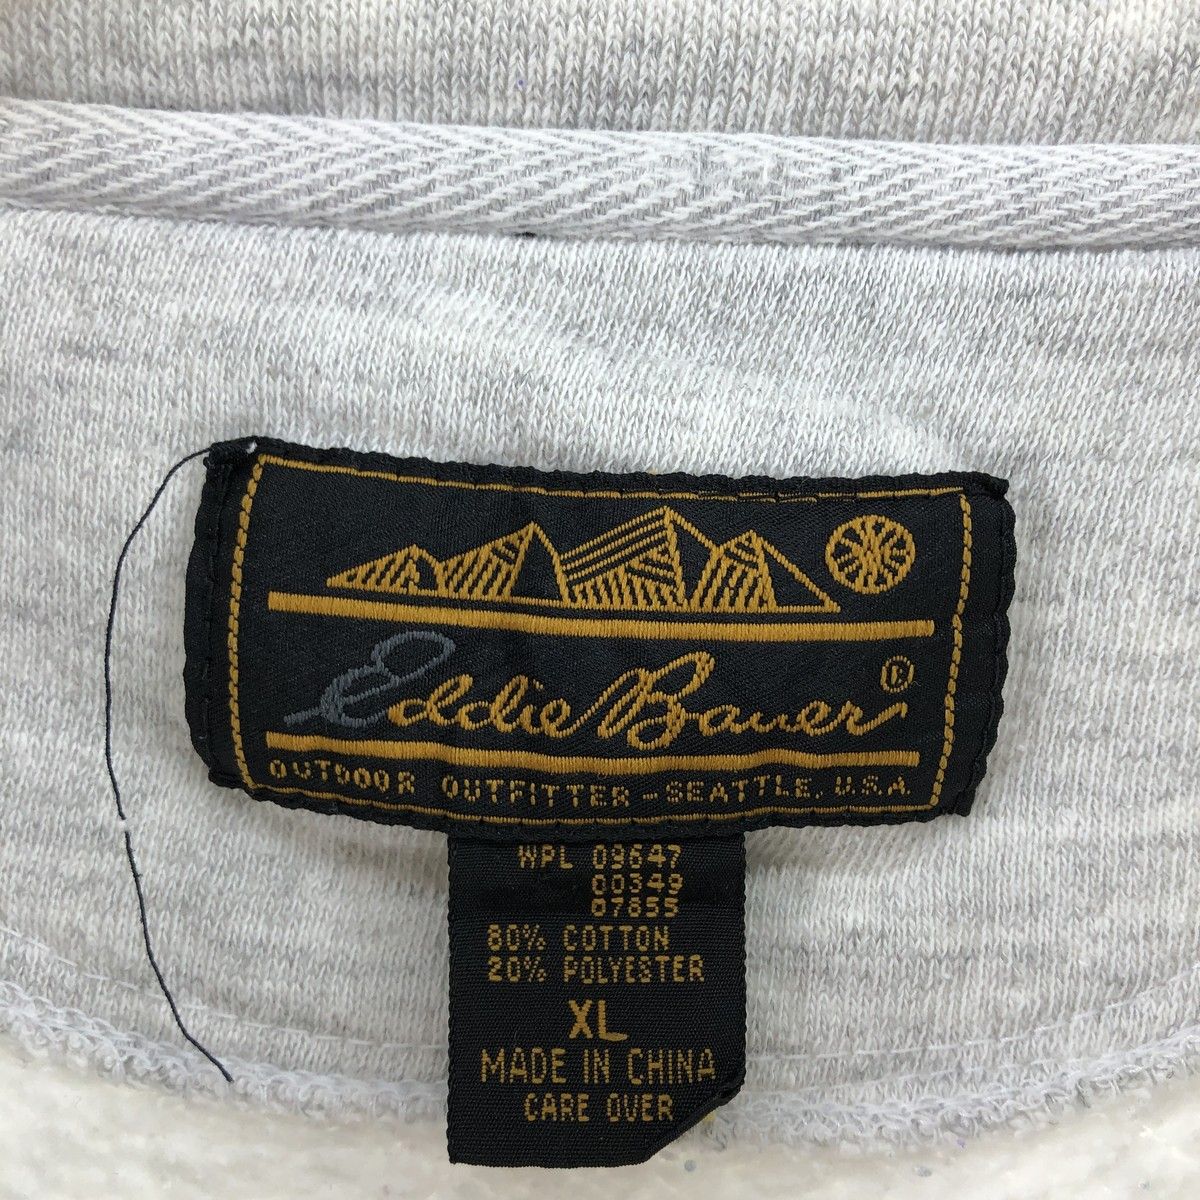 Eddie Bauer®
OUTDOOR OUTFITTER - SEATTLE, U.S.A.
WPL 09647
00349
07855
80% COTTON
20% POLYESTER
XL
MADE IN CHINA
CARE OVER